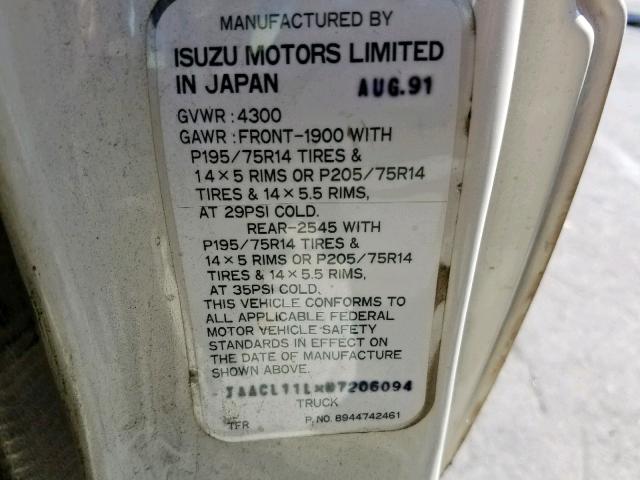 MANUFACTURED BY
ISUZU MOTORS LIMITED
IN JAPAN AUG.91
GVWR : 4300
GAWR : FRONT-1900 WITH
P195/75R14 TIRES &
14 × 5 RIMS OR P205/75R14
TIRES & 14 × 5.5 RIMS,
AT 29PSI COLD.
REAR-2545 WITH
P195/75R14 TIRES &
14 × 5 RIMS OR P205/75R14
TIRES & 14 × 5.5 RIMS,
AT 35PSI COLD.
THIS VEHICLE CONFORMS TO
ALL APPLICABLE FEDERAL
MOTOR VEHICLE SAFETY
STANDARDS IN EFFECT ON
THE DATE OF MANUFACTURE
SHOWN ABOVE.
TRUCK
TFR P. NO. 8944742461